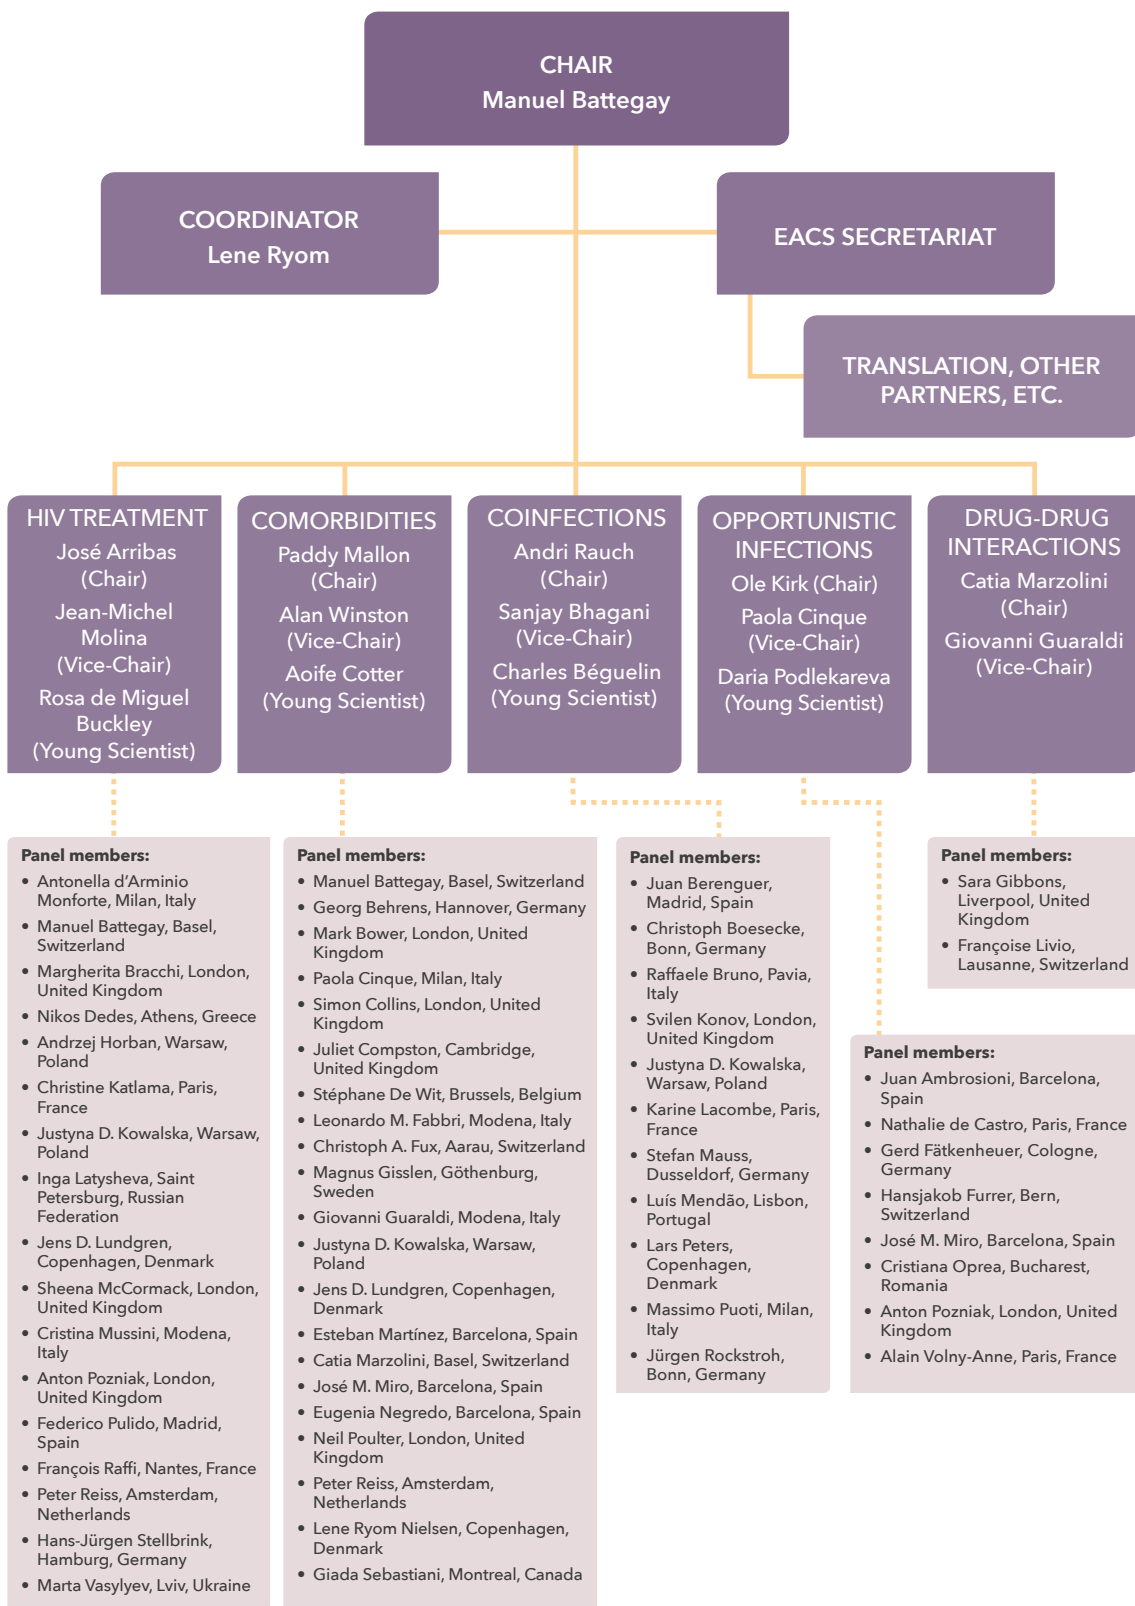 CHAIR
Manuel Battegay
COORDINATOR
Lene Ryom
EACS SECRETARIAT
TRANSLATION, OTHER
PARTNERS, ETC.
HIV TREATMENT
José Arribas
(Chair)
Jean-Michel
Molina
(Vice-Chair)
Rosa de Miguel
Buckley
(Young Scientist)
COMORBIDITIES
Paddy Mallon
(Chair)
Alan Winston
(Vice-Chair)
Aoife Cotter
(Young Scientist)
COINFECTIONS
Andri Rauch
(Chair)
Sanjay Bhagani
(Vice-Chair)
Charles Béguelin
(Young Scientist)
OPPORTUNISTIC
INFECTIONS
Ole Kirk (Chair)
Paola Cinque
(Vice-Chair)
Daria Podlekareva
(Young Scientist)
DRUG-DRUG
INTERACTIONS
Catia Marzolini
(Chair)
Giovanni Guaraldi
(Vice-Chair)
Panel members:
• Antonella d’Arminio
Monforte, Milan, Italy
• Manuel Battegay, Basel,
Switzerland
• Margherita Bracchi, London,
United Kingdom
• Nikos Dedes, Athens, Greece
• Andrzej Horban, Warsaw,
Poland
• Christine Katlama, Paris,
France
• Justyna D. Kowalska, Warsaw,
Poland
• Inga Latysheva, Saint
Petersburg, Russian
Federation
• Jens D. Lundgren,
Copenhagen, Denmark
• Sheena McCormack, London,
United Kingdom
• Cristina Mussini, Modena,
Italy
• Anton Pozniak, London,
United Kingdom
• Federico Pulido, Madrid,
Spain
• François Raffi, Nantes, France
• Peter Reiss, Amsterdam,
Netherlands
• Hans-Jürgen Stellbrink,
Hamburg, Germany
• Marta Vasylyev, Lviv, Ukraine
Panel members:
• Manuel Battegay, Basel, Switzerland
• Georg Behrens, Hannover, Germany
• Mark Bower, London, United
Kingdom
• Paola Cinque, Milan, Italy
• Simon Collins, London, United
Kingdom
• Juliet Compston, Cambridge,
United Kingdom
• Stéphane De Wit, Brussels, Belgium
• Leonardo M. Fabbri, Modena, Italy
• Christoph A. Fux, Aarau, Switzerland
• Magnus Gisslen, Göthenburg,
Sweden
• Giovanni Guaraldi, Modena, Italy
• Justyna D. Kowalska, Warsaw,
Poland
• Jens D. Lundgren, Copenhagen,
Denmark
• Esteban Martínez, Barcelona, Spain
• Catia Marzolini, Basel, Switzerland
• José M. Miro, Barcelona, Spain
• Eugenia Negredo, Barcelona, Spain
• Neil Poulter, London, United
Kingdom
• Peter Reiss, Amsterdam,
Netherlands
• Lene Ryom Nielsen, Copenhagen,
Denmark
• Giada Sebastiani, Montreal, Canada
Panel members:
• Juan Berenguer,
Madrid, Spain
• Christoph Boesecke,
Bonn, Germany
• Raffaele Bruno, Pavia,
Italy
• Svilen Konov, London,
United Kingdom
• Justyna D. Kowalska,
Warsaw, Poland
• Karine Lacombe, Paris,
France
• Stefan Mauss,
Dusseldorf, Germany
• Luís Mendão, Lisbon,
Portugal
• Lars Peters,
Copenhagen,
Denmark
• Massimo Puoti, Milan,
Italy
• Jürgen Rockstroh,
Bonn, Germany
Panel members:
• Juan Ambrosioni, Barcelona,
Spain
• Nathalie de Castro, Paris, France
• Gerd Fätkenheuer, Cologne,
Germany
• Hansjakob Furrer, Bern,
Switzerland
• José M. Miro, Barcelona, Spain
• Cristiana Oprea, Bucharest,
Romania
• Anton Pozniak, London, United
Kingdom
• Alain Volny-Anne, Paris, France
Panel members:
• Sara Gibbons,
Liverpool, United
Kingdom
• Françoise Livio,
Lausanne, Switzerland